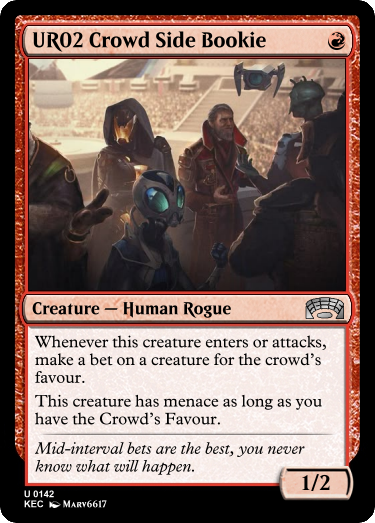 UR02 Crowd Side Bookie
Creature — Human Rogue
Whenever this creature enters or attacks,
make a bet on a creature for the crowd's
favour.
This creature has menace as long as you
have the Crowd's Favour.
Mid-interval bets are the best, you never
know what will happen.
1/2
U 0142
KEC Marv6617